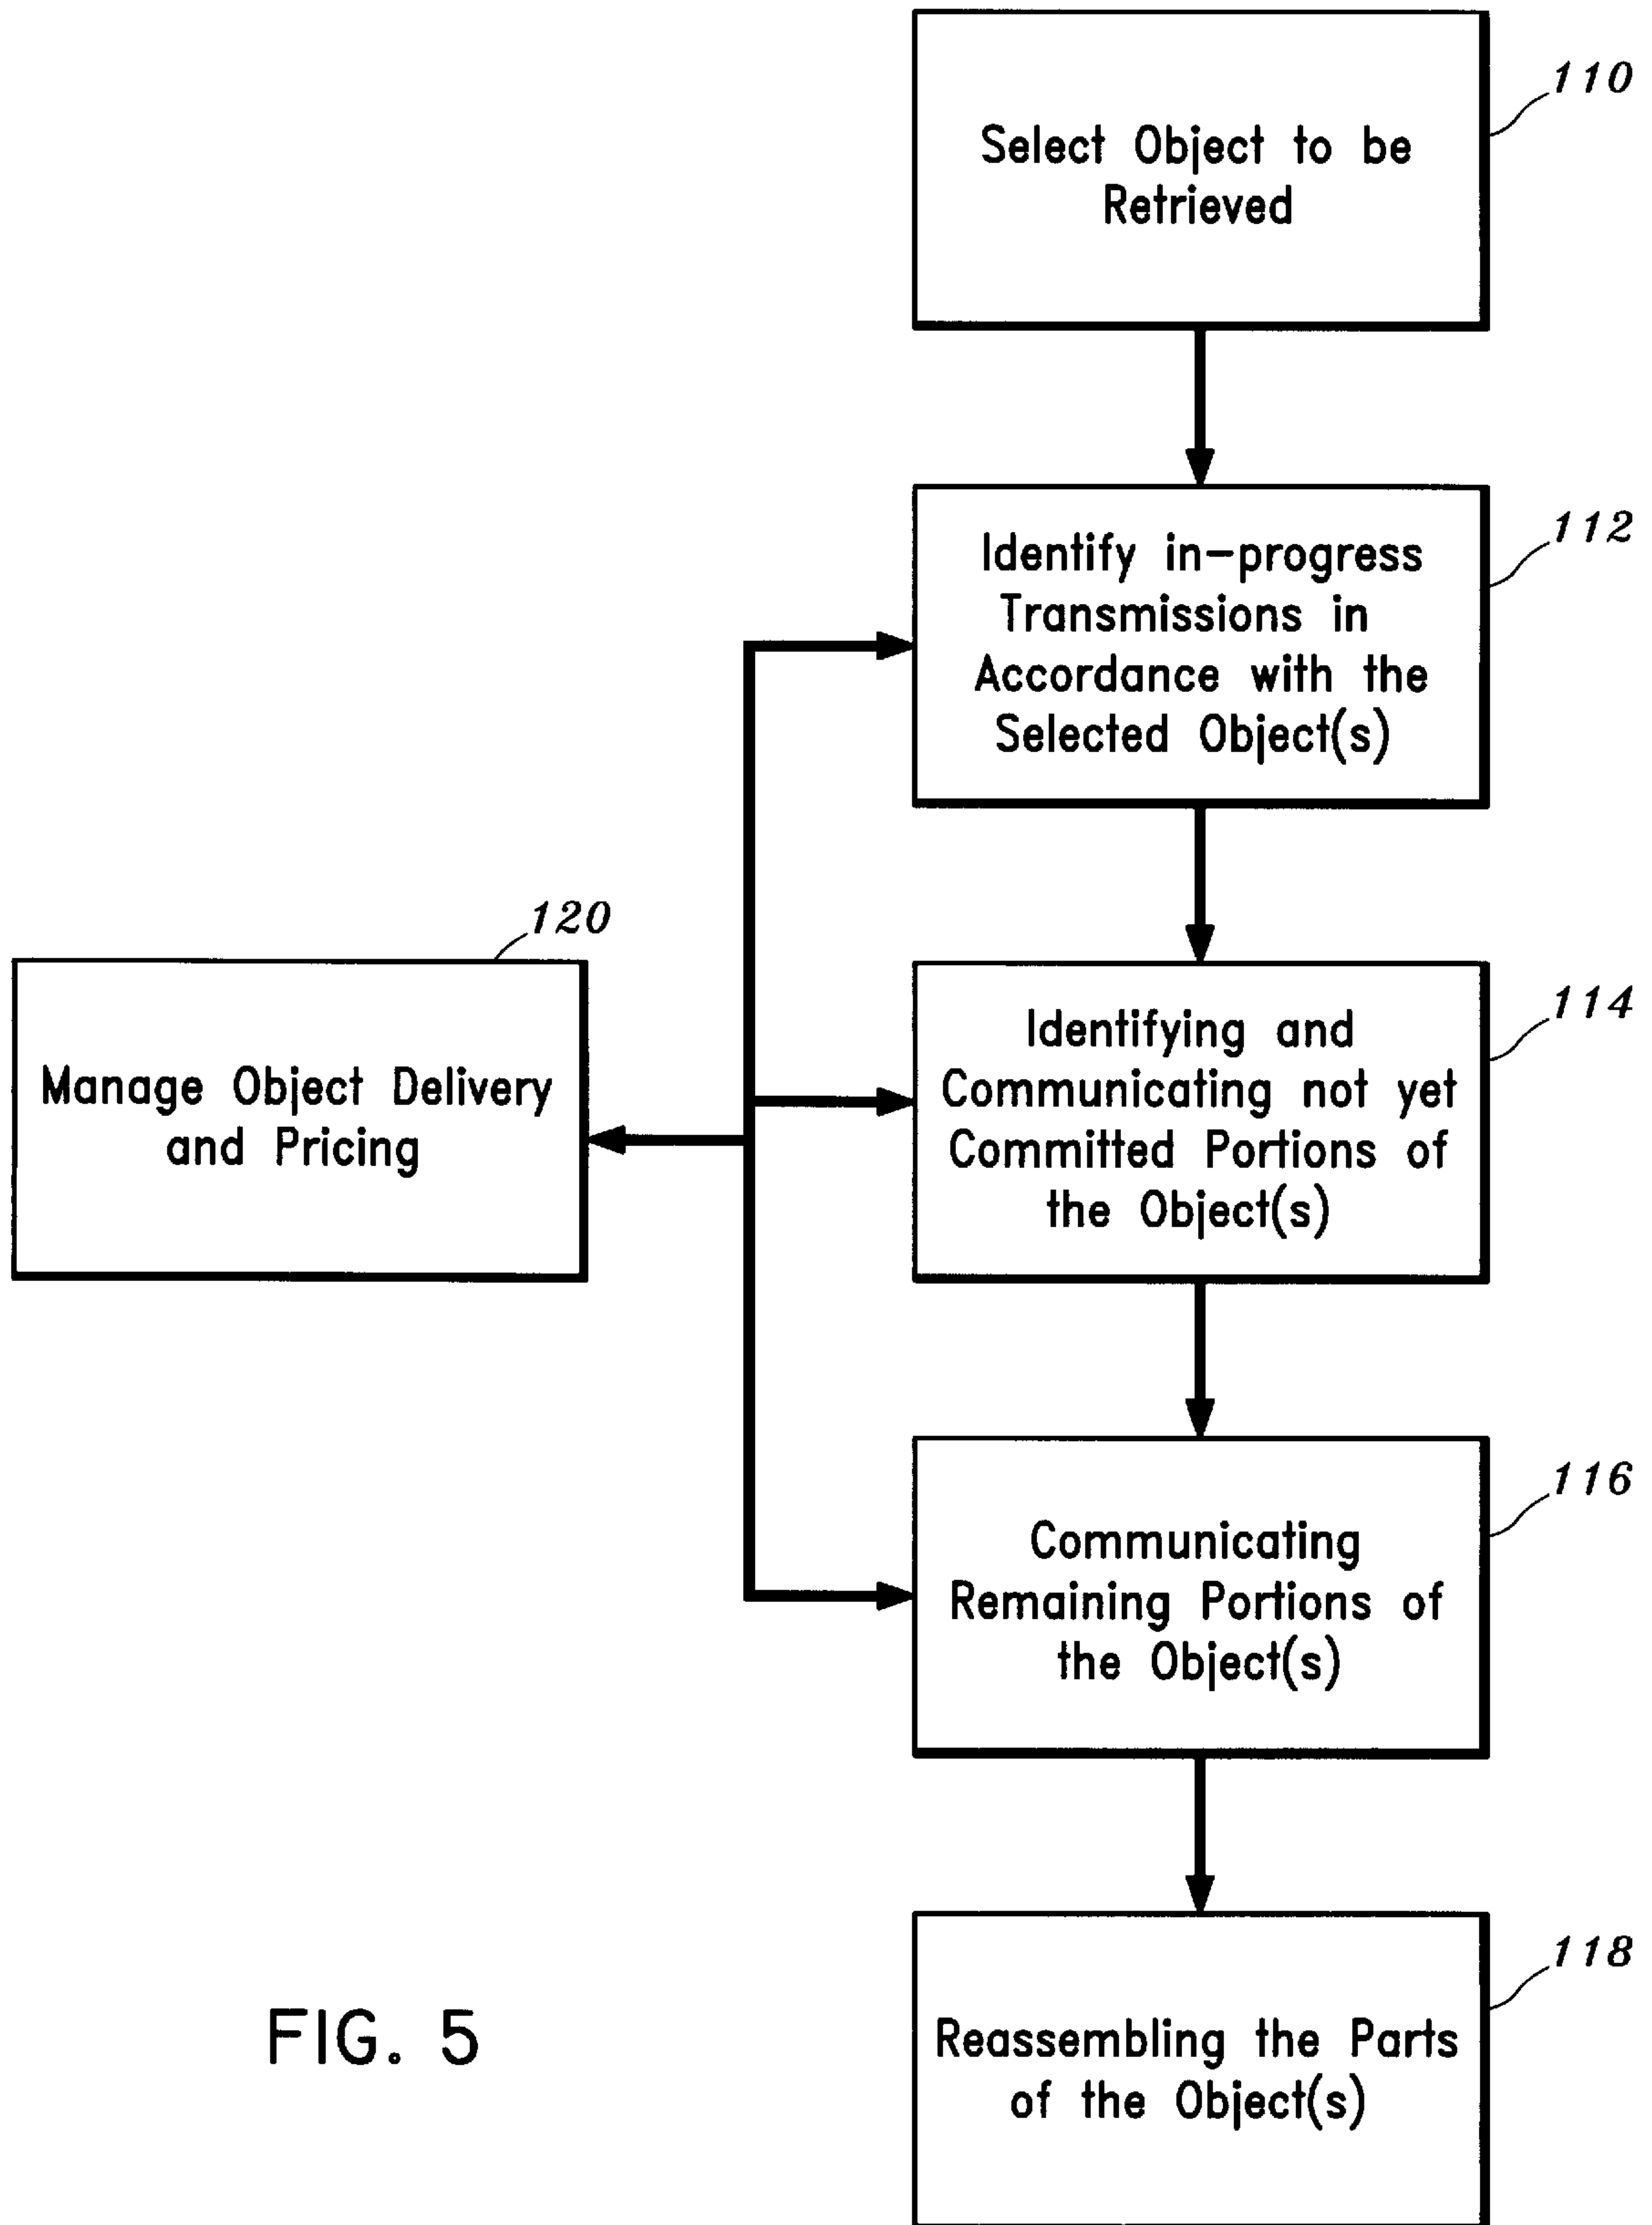 110
Select Object to be
Retrieved
112
Identify in-progress
Transmissions in
Accordance with the
Selected Object(s)
120
Manage Object Delivery
and Pricing
114
Identifying and
Communicating not yet
Committed Portions of
the Object(s)
116
Communicating
Remaining Portions of
the Object(s)
118
Reassembling the Parts
of the Object(s)
FIG. 5